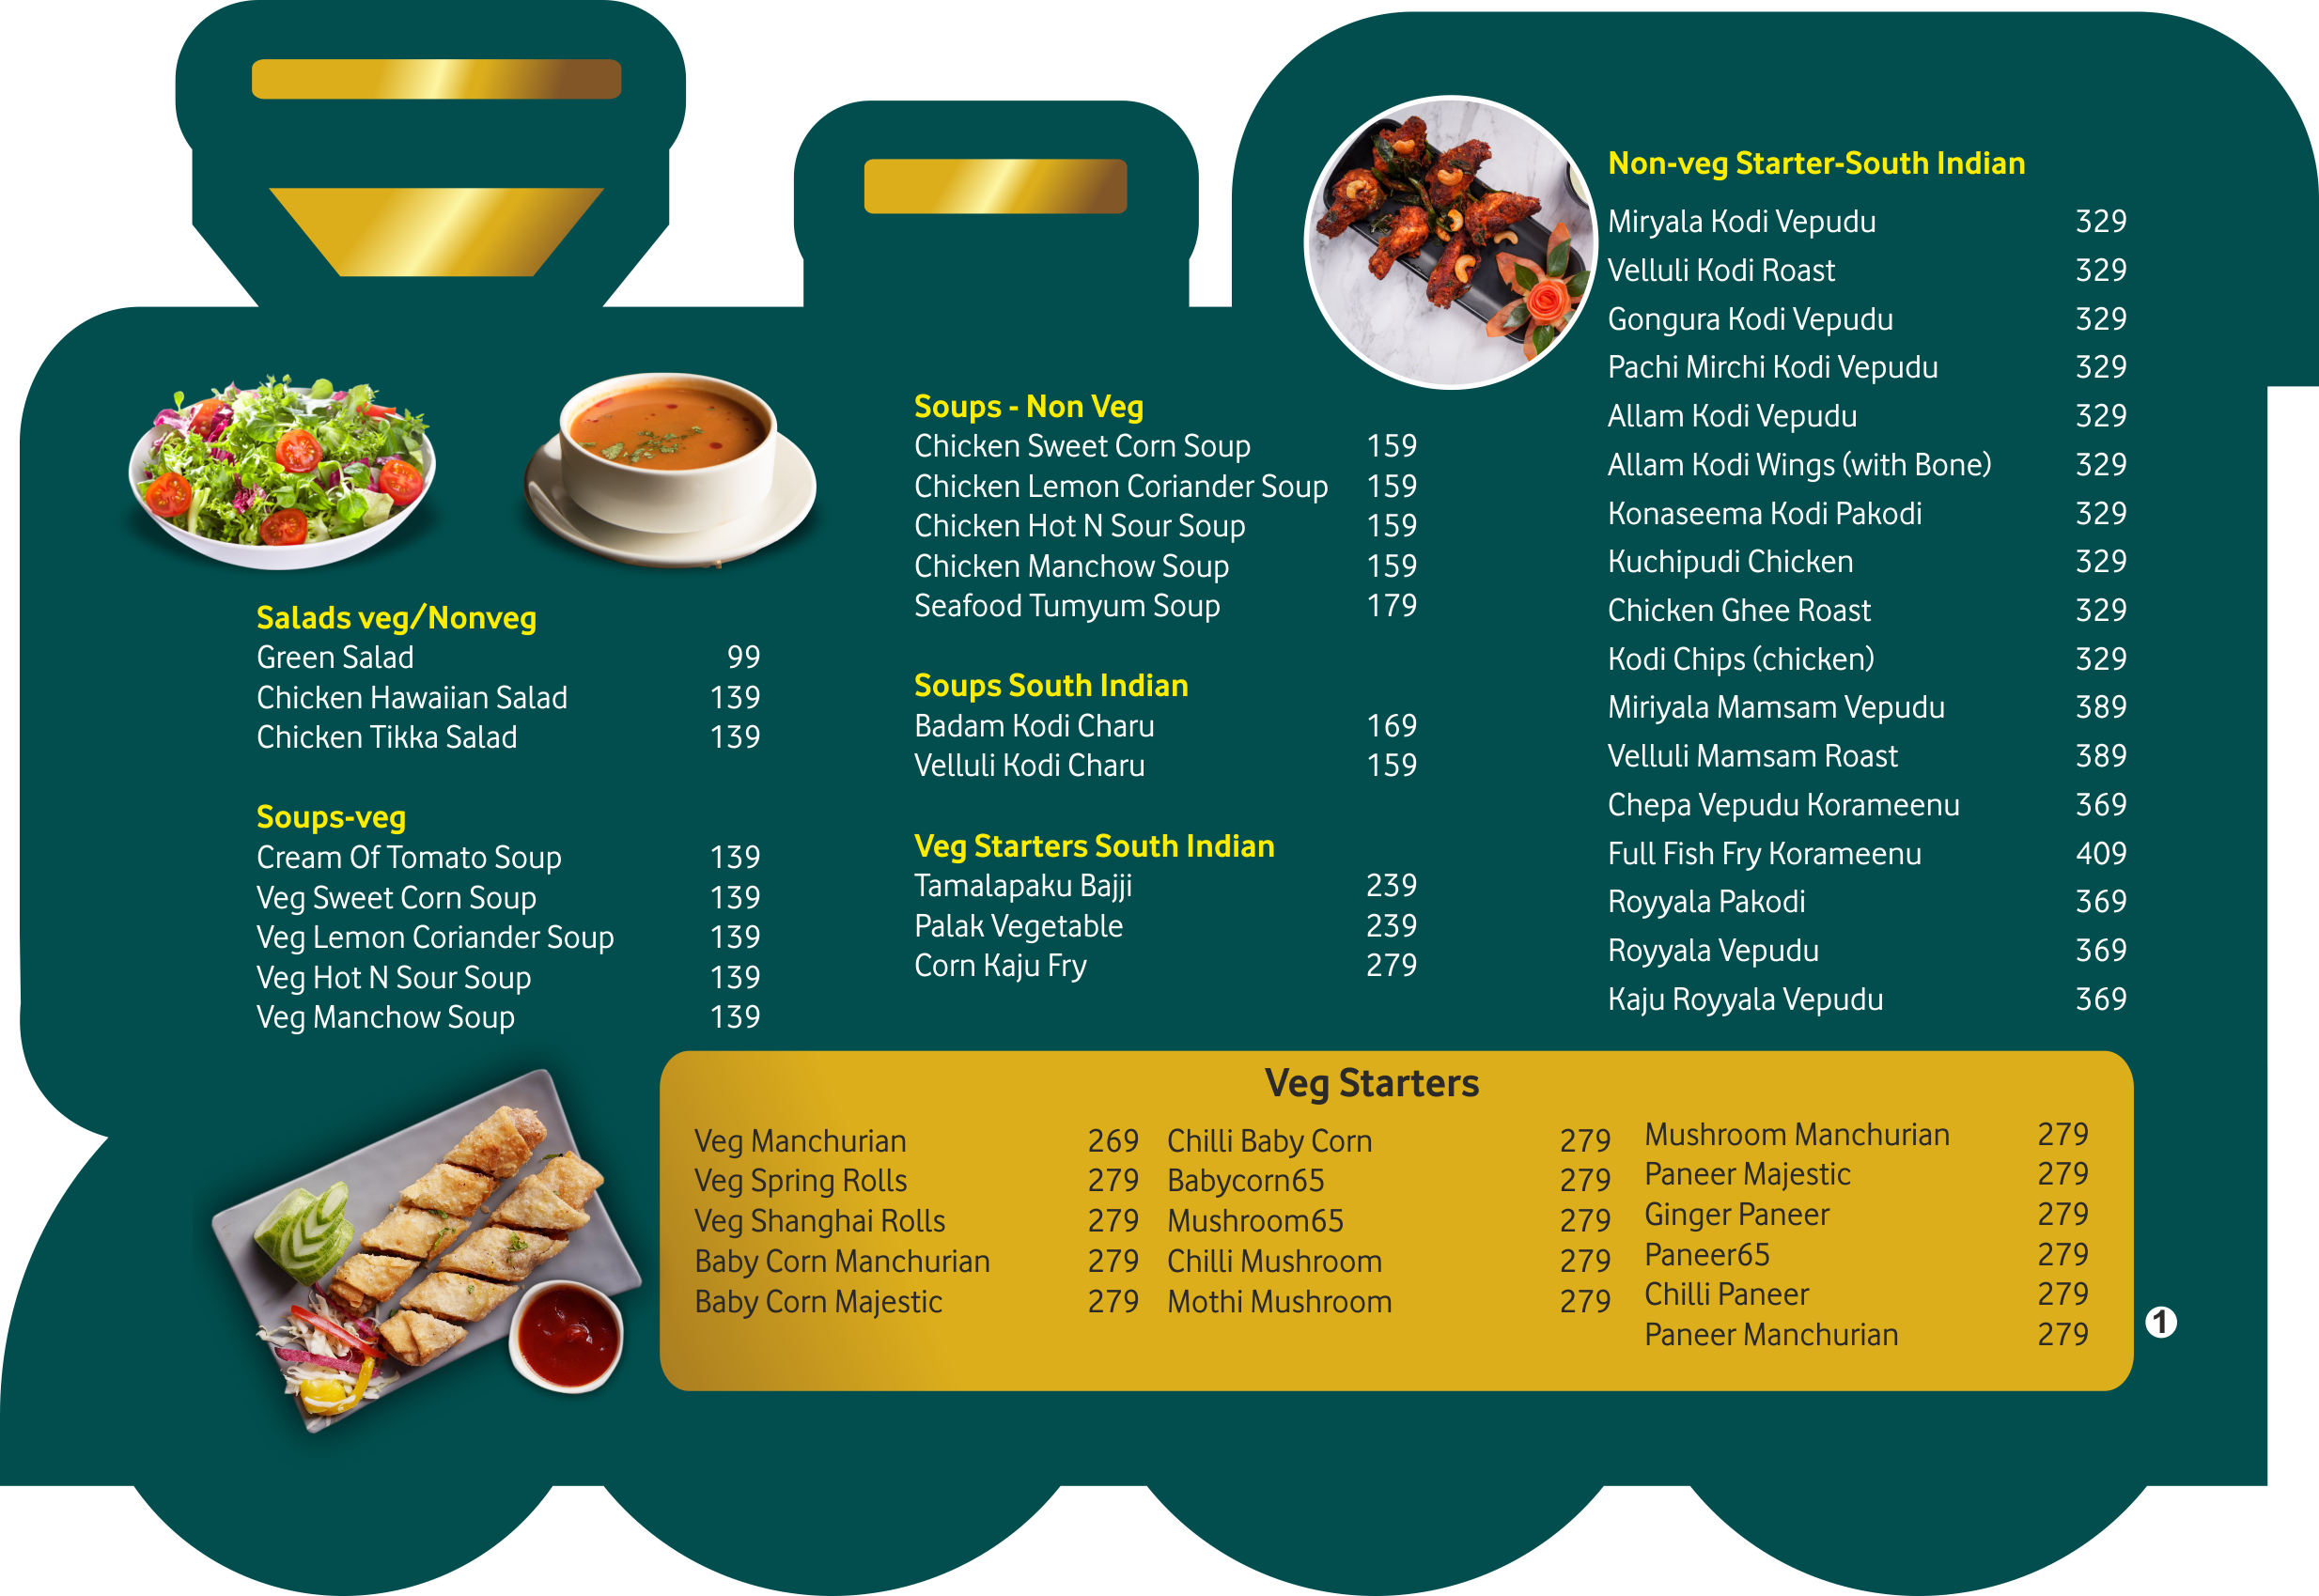 Salads veg/Nonveg
Green Salad 99
Chicken Hawaiian Salad 139
Chicken Tikka Salad 139
Soups-veg
Cream Of Tomato Soup 139
Veg Sweet Corn Soup 139
Veg Lemon Coriander Soup 139
Veg Hot N Sour Soup 139
Veg Manchow Soup 139
Soups - Non Veg
Chicken Sweet Corn Soup 159
Chicken Lemon Coriander Soup 159
Chicken Hot N Sour Soup 159
Chicken Manchow Soup 159
Seafood Tumyum Soup 179
Soups South Indian
Badam Kodi Charu 169
Velluli Kodi Charu 159
Veg Starters South Indian
Tamalapaku Bajji 239
Palak Vegetable 239
Corn Kaju Fry 279
Non-veg Starter-South Indian
Miryala Kodi Vepudu 329
Velluli Kodi Roast 329
Gongura Kodi Vepudu 329
Pachi Mirchi Kodi Vepudu 329
Allam Kodi Vepudu 329
Allam Kodi Wings (with Bone) 329
Konaseema Kodi Pakodi 329
Kuchipudi Chicken 329
Chicken Ghee Roast 329
Kodi Chips (chicken) 329
Miriyala Mamsam Vepudu 389
Velluli Mamsam Roast 389
Chepa Vepudu Korameenu 369
Full Fish Fry Korameenu 409
Royyala Pakodi 369
Royyala Vepudu 369
Kaju Royyala Vepudu 369
Veg Starters
Veg Manchurian 269
Veg Spring Rolls 279
Veg Shanghai Rolls 279
Baby Corn Manchurian 279
Baby Corn Majestic 279
Chilli Baby Corn 279
Babycorn65 279
Mushroom65 279
Chilli Mushroom 279
Mothi Mushroom 279
Mushroom Manchurian 279
Paneer Majestic 279
Ginger Paneer 279
Paneer65 279
Chilli Paneer 279
Paneer Manchurian 279
1